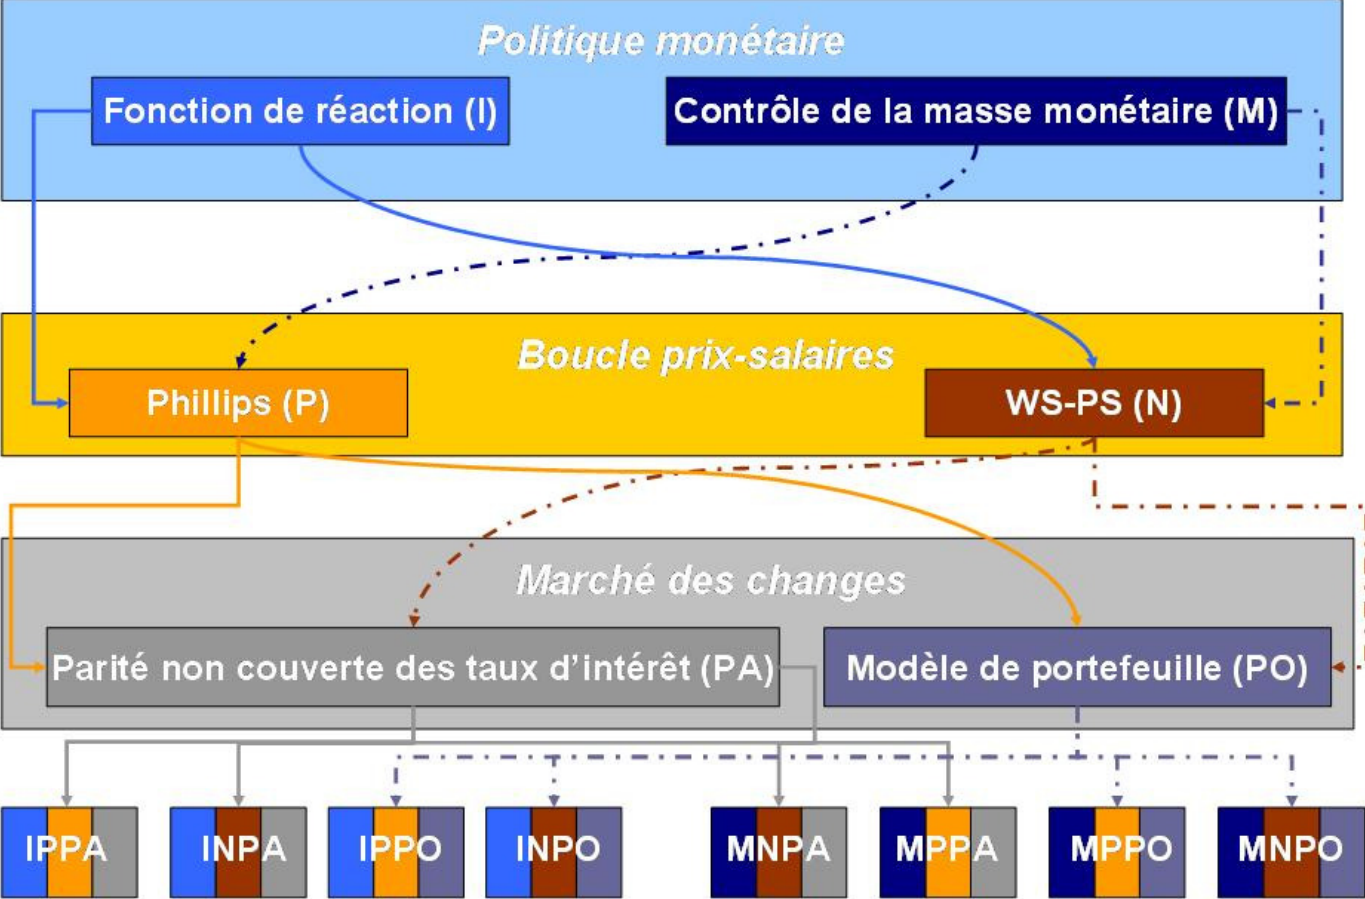 Politique monétaire
Fonction de réaction (I)
Contrôle de la masse monétaire (M)
Boucle prix-salaires
Phillips (P)
WS-PS (N)
Marché des changes
Parité non couverte des taux d’intérêt (PA)
Modèle de portefeuille (PO)
IPPA
INPA
IPPO
INPO
MNPA
MPPA
MPPO
MNPO